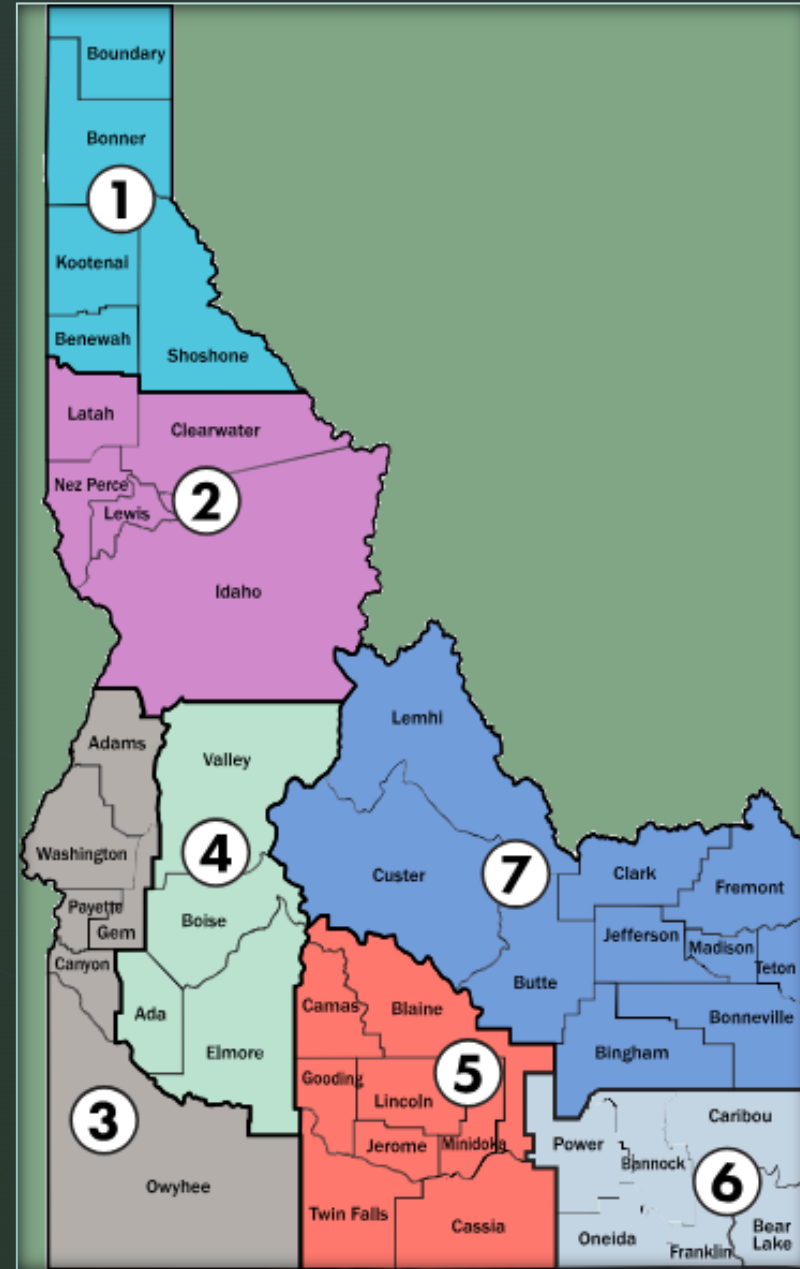 Boundary
Bonner
1
Kootenai
Benewah
Shoshone
Latah
Clearwater
Nez Perce
2
Lewis
Idaho
Lemhi
Adams
Valley
Washington
4
Custer
7
Clark
Fremont
Payette
Gem
Boise
Jefferson
Madison
Canyon
Teton
Butte
Ada
Camas
Blaine
Bonneville
Elmore
Bingham
Gooding
5
Lincoln
3
Caribou
Jerome
Minidoka
Power
Bannock
6
Owyhee
Twin Falls
Cassia
Oneida
Bear
Lake
Franklin